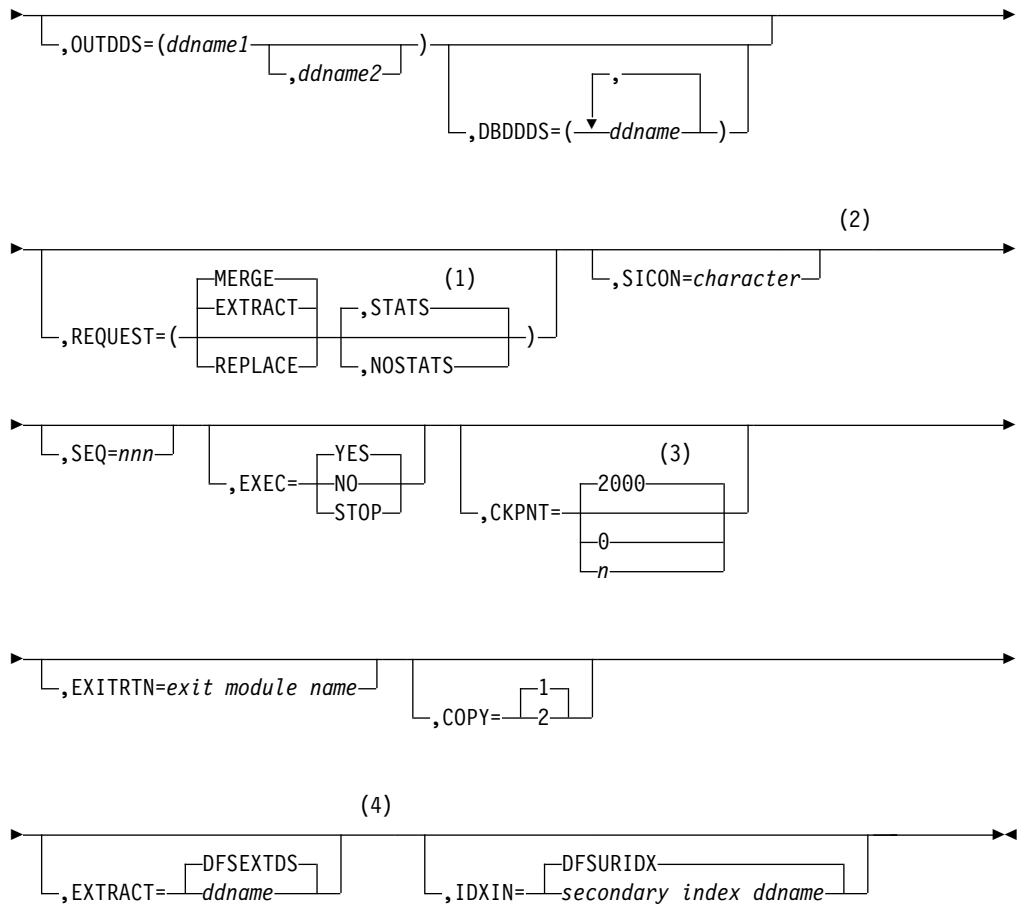 ,OUTDDS=(ddname1 )
,ddname2
,
,DBDDDS=( ddname )
(2)
MERGE (1) ,SICON=character
EXTRACT ,STATS
,REQUEST=( )
REPLACE ,NOSTATS
,SEQ=nnn YES (3)
,EXEC= NO 2000
STOP ,CKPNT=
0
n
,EXITRTN=exit module name 1
,COPY= 2
(4)
DFSEXTDS DFSURIDX
,EXTRACT= ddname ,IDXIN= secondary index ddname